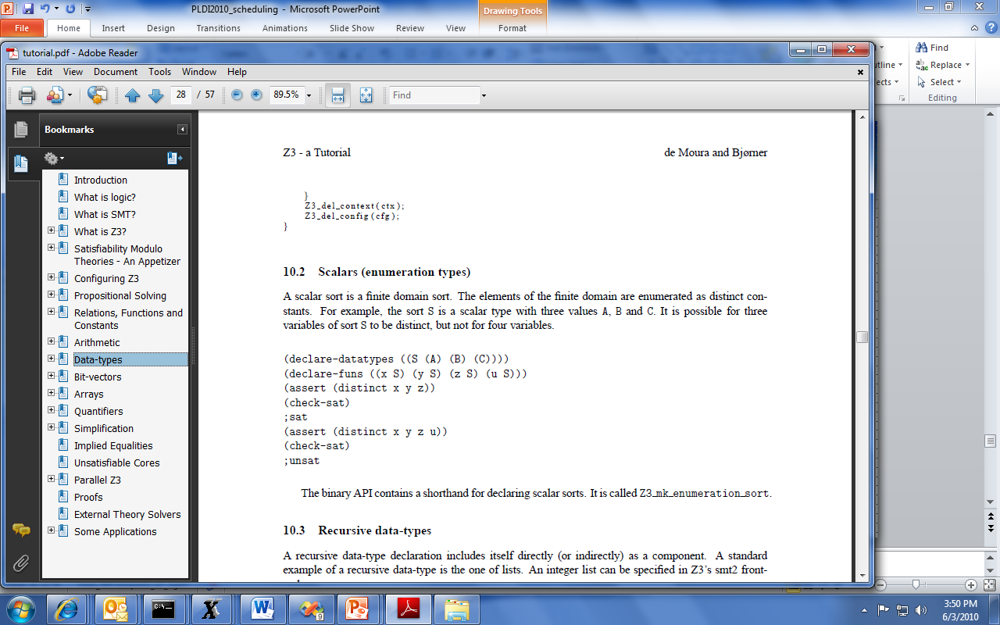 PLDI2010_scheduling - Microsoft PowerPoint
Drawing Tools
File Home Insert Design Transitions Animations Slide Show Review View Format
Find
Replace
Select
Editing
tutorial.pdf - Adobe Reader
File Edit View Document Tools Window Help
28 / 57 89.5% Find
Bookmarks
Introduction
What is logic?
What is SMT?
What is Z3?
Satisfiability Modulo
Theories - An Appetizer
Configuring Z3
Propositional Solving
Relations, Functions and
Constants
Arithmetic
Data-types
Bit-vectors
Arrays
Quantifiers
Simplification
Implied Equalities
Unsatisfiable Cores
Parallel Z3
Proofs
External Theory Solvers
Some Applications
Z3 - a Tutorial de Moura and Bjørner
}
Z3_del_context(ctx);
Z3_del_config(cfg);
}
10.2 Scalars (enumeration types)
A scalar sort is a finite domain sort. The elements of the finite domain are enumerated as distinct con-
stants. For example, the sort S is a scalar type with three values A, B and C. It is possible for three
variables of sort S to be distinct, but not for four variables.
(declare-datatypes ((S (A) (B) (C))))
(declare-funs ((x S) (y S) (z S) (u S)))
(assert (distinct x y z))
(check-sat)
;sat
(assert (distinct x y z u))
(check-sat)
;unsat
The binary API contains a shorthand for declaring scalar sorts. It is called Z3_mk_enumeration_sort.
10.3 Recursive data-types
A recursive data-type declaration includes itself directly (or indirectly) as a component. A standard
example of a recursive data-type is the one of lists. An integer list can be specified in Z3's smt2 front-
3:50 PM
6/3/2010